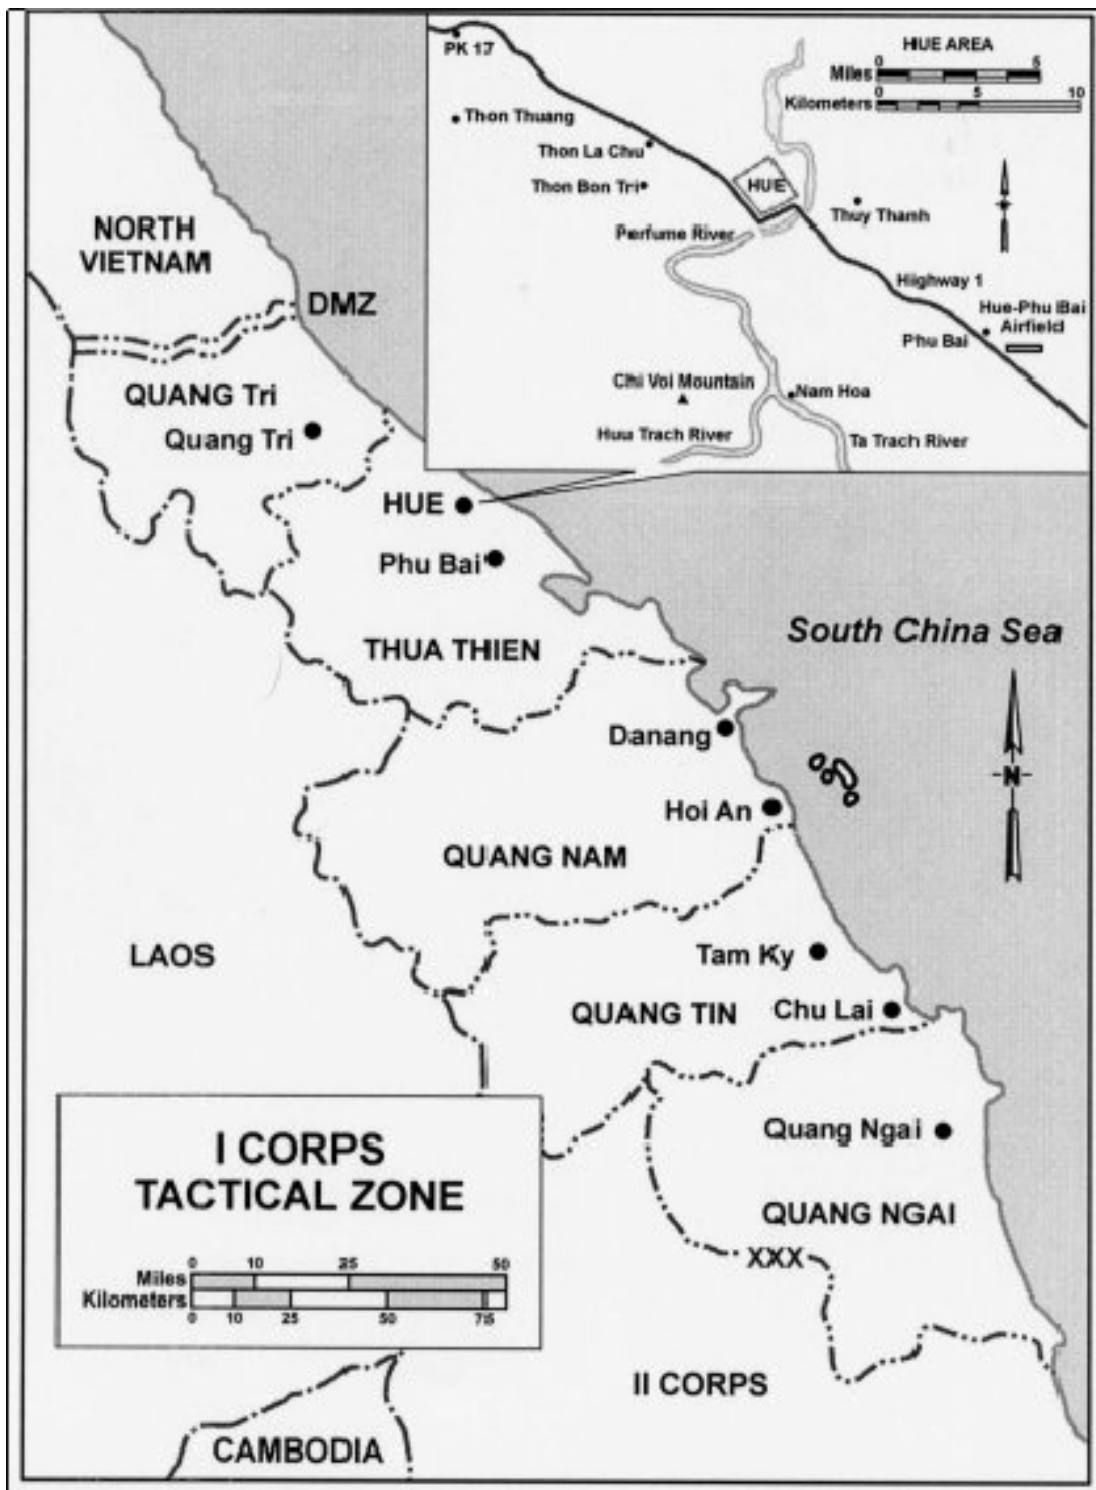 HUE AREA
0 5
Miles
Kilometers
0 5 10
PK 17
Thon Thuang
Thon La Chu
Thon Bon Tri
HUE
Thuy Thanh
Perfume River
Highway 1
Hue-Phu Bai
Airfield
Phu Bai
Chi Voi Mountain
Nam Hoa
Huu Trach River
Ta Trach River
NORTH
VIETNAM
DMZ
QUANG Tri
Quang Tri
HUE
Phu Bai
THUA THIEN
South China Sea
N
Danang
Hoi An
QUANG NAM
LAOS
Tam Ky
QUANG TIN
Chu Lai
Quang Ngai
QUANG NGAI
XXX
II CORPS
CAMBODIA
I CORPS
TACTICAL ZONE
0 10 25 50
Miles
Kilometers
0 10 25 50 75